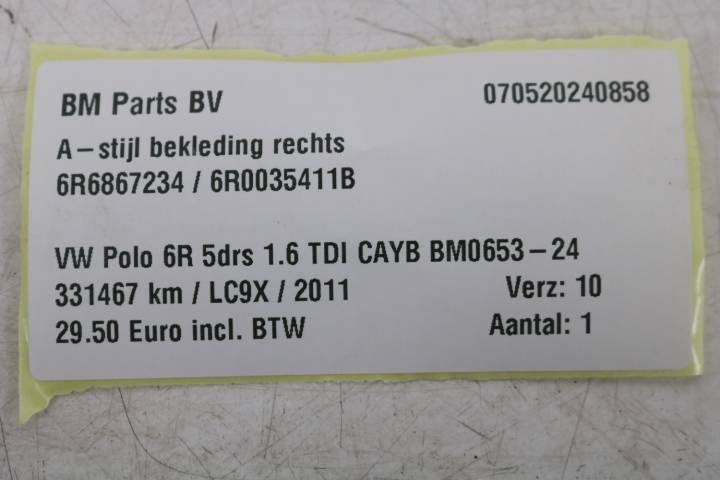 BM Parts BV 070520240858
A-stijl bekleding rechts
6R6867234 / 6R0035411B
VW Polo 6R 5drs 1.6 TDI CAYB BM0653-24
331467 km / LC9X / 2011 Verz: 10
29.50 Euro incl. BTW Aantal: 1